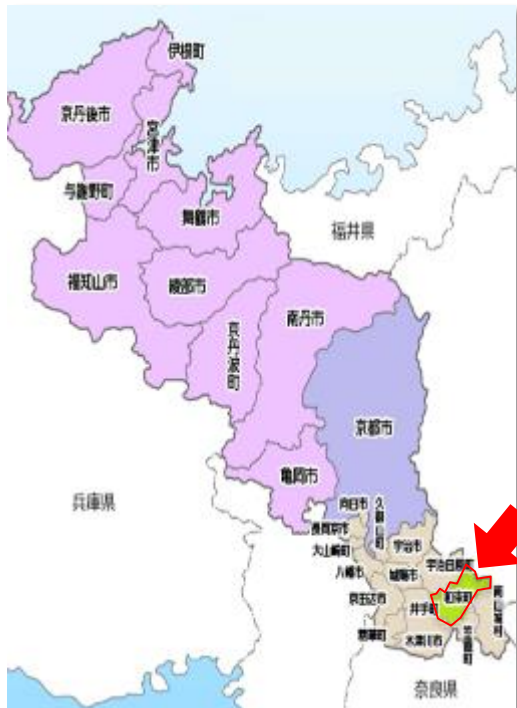 伊根町
京丹後市
宮津市
与謝野町
舞鶴市
福井県
福知山市
綾部市
南丹市
京丹波町
京都市
亀岡市
兵庫県
向日市
久御山町
長岡京市
大山崎町
宇治市
宇治田原町
八幡市
城陽市
和束町
南山城村
京田辺市
井手町
笠置町
精華町
木津川市
奈良県